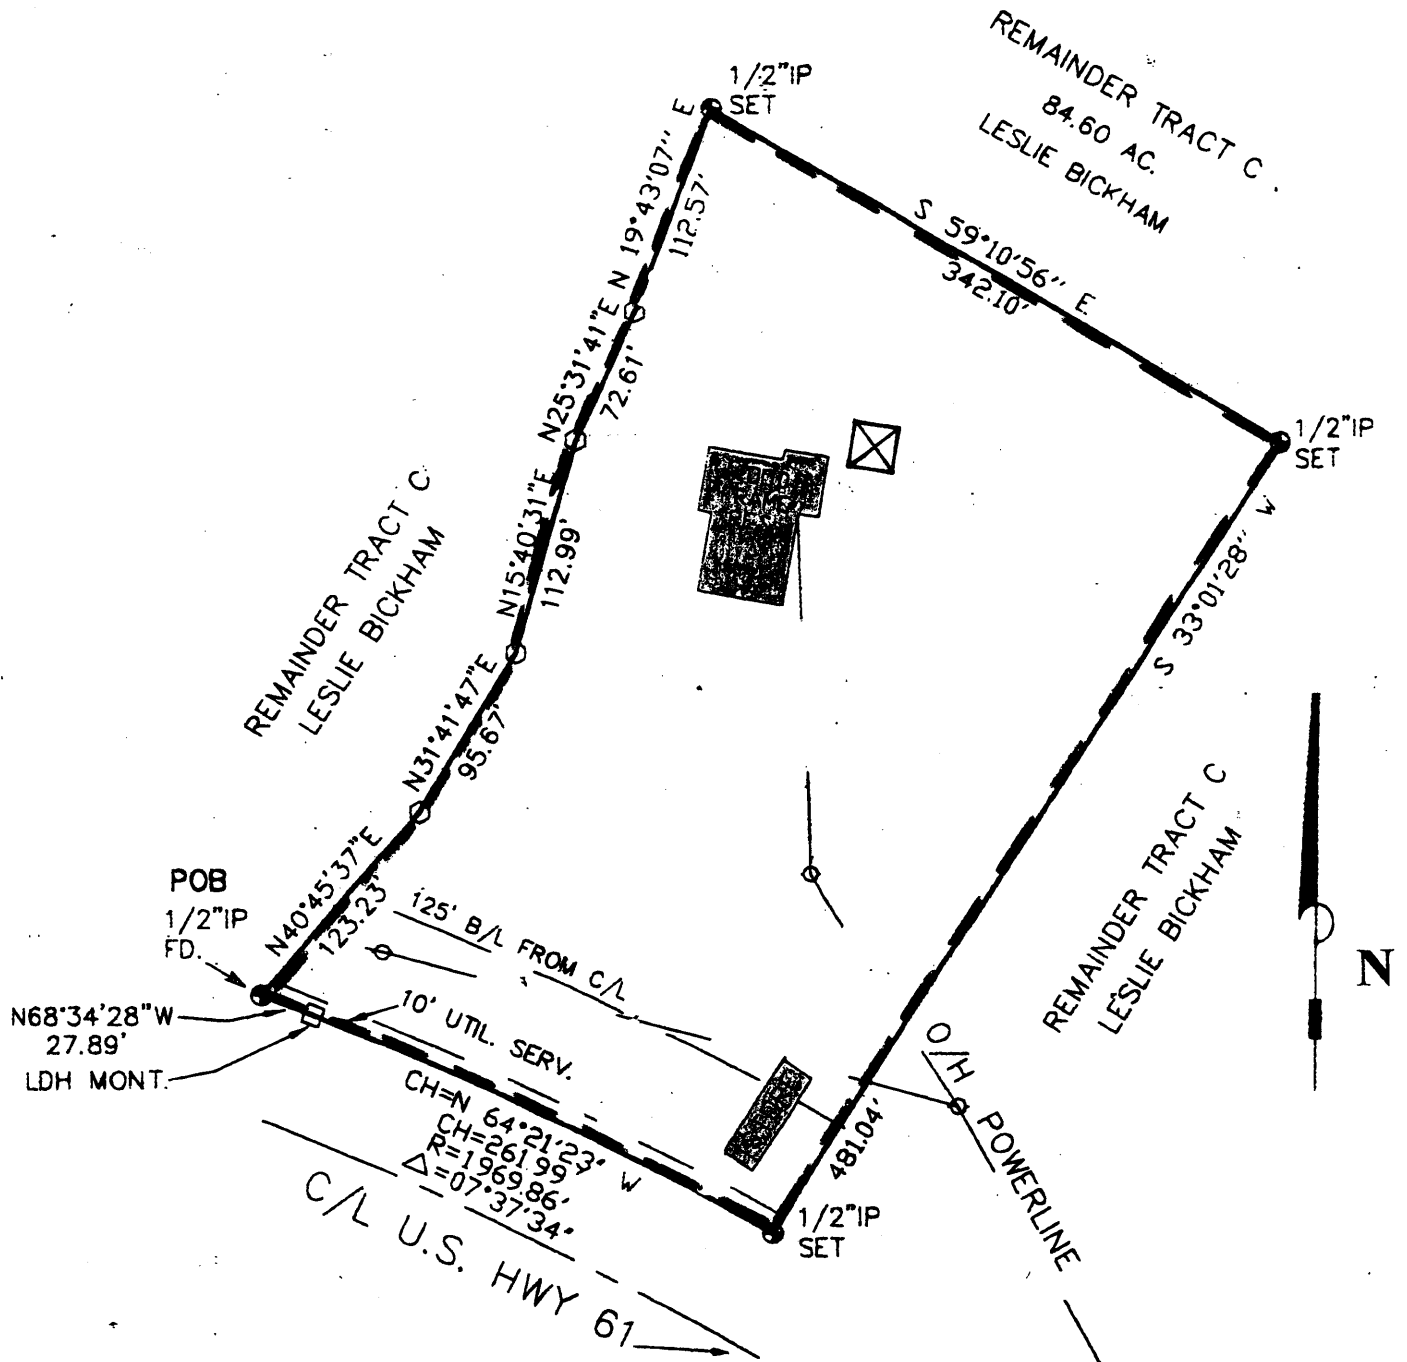 REMAINDER TRACT C
84.60 AC.
LESLIE BICKHAM
1/2"IP
SET
N 19°43'07" E
112.57'
S 59°10'56" E
342.10'
N25°31'41"E
72.61'
1/2"IP
SET
N15°40'31"E
112.99'
REMAINDER TRACT C
LESLIE BICKHAM
S 33°01'28" W
481.04'
N31°41'47"E
95.67'
REMAINDER TRACT C
LESLIE BICKHAM
POB
1/2"IP
FD.
N40°45'37"E
123.23'
125' B/L FROM C/L
N
N68°34'28"W
27.89'
LDH MONT.
10' UTIL. SERV.
O/H POWERLINE
CH=N 64°21'23" W
CH=261.99'
R=1969.86'
△=07°37'34"
1/2"IP
SET
C/L U.S. HWY 61